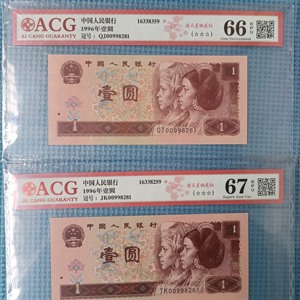 ACG
AI CANG GUARANTY
中国人民银行
1996年壹圆
冠号：QJ00998281
16338359
(☆☆☆)
66
中国人民银行
壹圆
1
1
QJ00998281
ACG
AI CANG GUARANTY
中国人民银行
1996年壹圆
冠号：JK00998281
16338259
(☆☆☆)
67
中国人民银行
壹圆
1
1
JK00998281